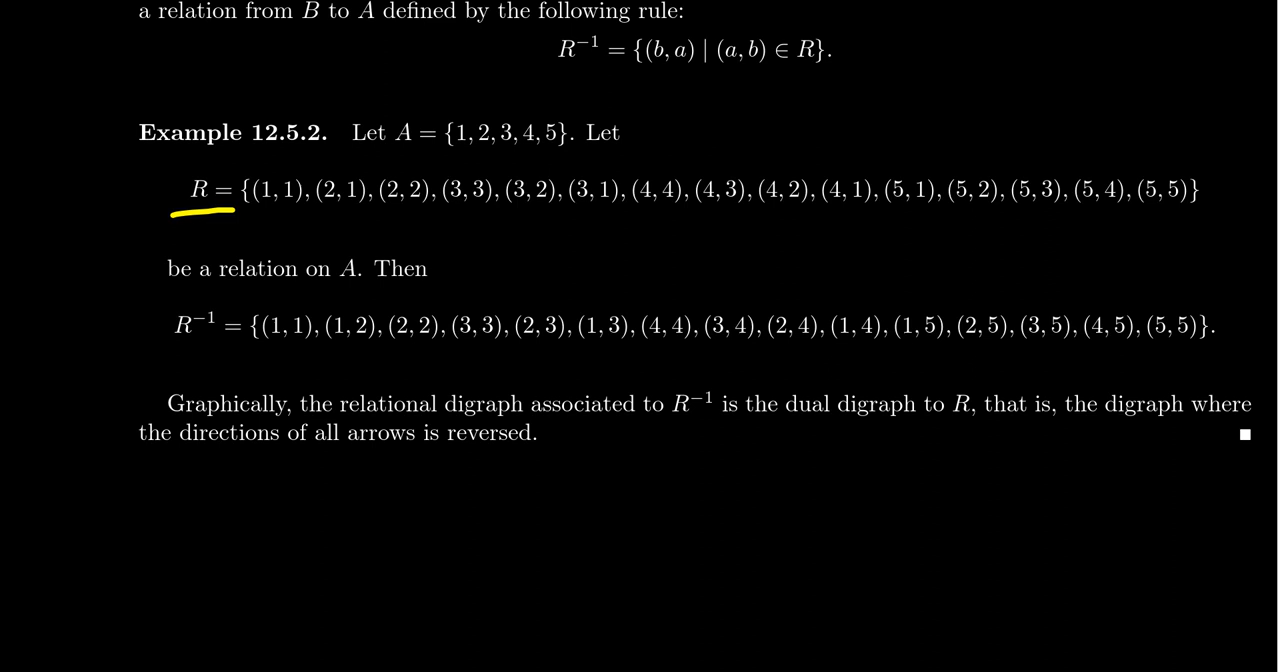 a relation from B to A defined by the following rule:
R⁻¹ = {(b, a) | (a, b) ∈ R}.
Example 12.5.2. Let A = {1, 2, 3, 4, 5}. Let
R = {(1, 1), (2, 1), (2, 2), (3, 3), (3, 2), (3, 1), (4, 4), (4, 3), (4, 2), (4, 1), (5, 1), (5, 2), (5, 3), (5, 4), (5, 5)}
be a relation on A. Then
R⁻¹ = {(1, 1), (1, 2), (2, 2), (3, 3), (2, 3), (1, 3), (4, 4), (3, 4), (2, 4), (1, 4), (1, 5), (2, 5), (3, 5), (4, 5), (5, 5)}.
Graphically, the relational digraph associated to R⁻¹ is the dual digraph to R, that is, the digraph where
the directions of all arrows is reversed. ■